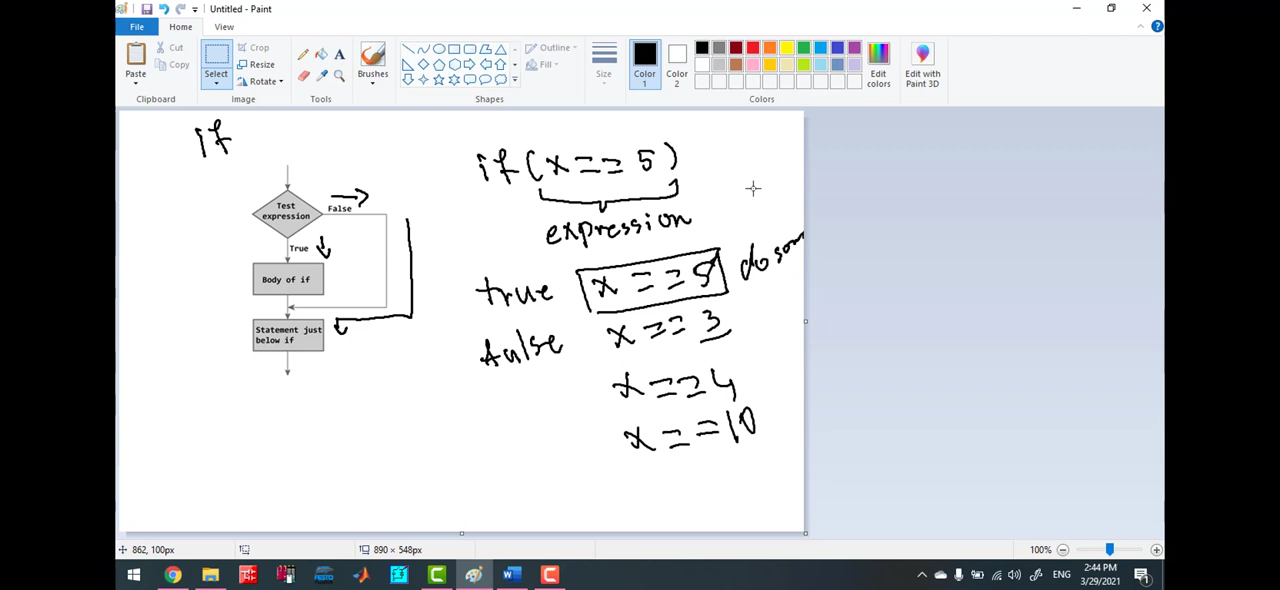 Untitled - Paint
File Home View
Paste
Cut
Copy
Clipboard
Select
Crop
Resize
Rotate
Image
Tools
Brushes
Shapes
Outline
Fill
Size
Color 1
Color 2
Edit colors
Colors
Edit with Paint 3D
if
Test expression
False
True
Body of if
Statement just below if
if (x == 5)
expression
true x == 5 do som
false x == 3
x == 4
x == 10
862, 100px
890 × 548px
100%
ENG
2:44 PM
3/29/2021